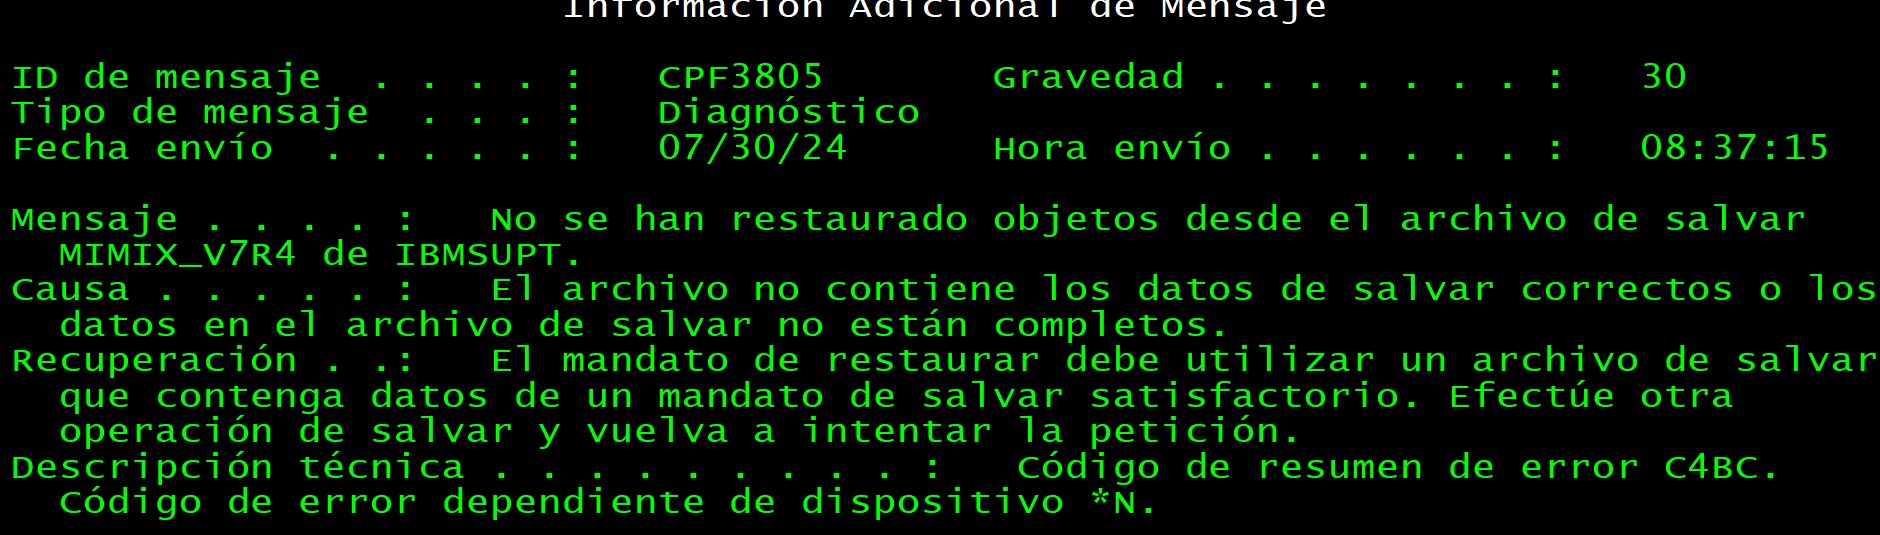 Información Adicional de Mensaje
ID de mensaje . . . . : CPF3805 Gravedad . . . . . . . : 30
Tipo de mensaje . . . : Diagnóstico
Fecha envío . . . . . : 07/30/24 Hora envío . . . . . . : 08:37:15
Mensaje . . . . : No se han restaurado objetos desde el archivo de salvar
MIMIX_V7R4 de IBMSUPT.
Causa . . . . . : El archivo no contiene los datos de salvar correctos o los
datos en el archivo de salvar no están completos.
Recuperación . .: El mandato de restaurar debe utilizar un archivo de salvar
que contenga datos de un mandato de salvar satisfactorio. Efectúe otra
operación de salvar y vuelva a intentar la petición.
Descripción técnica . . . . . . . . . : Código de resumen de error C4BC.
Código de error dependiente de dispositivo *N.